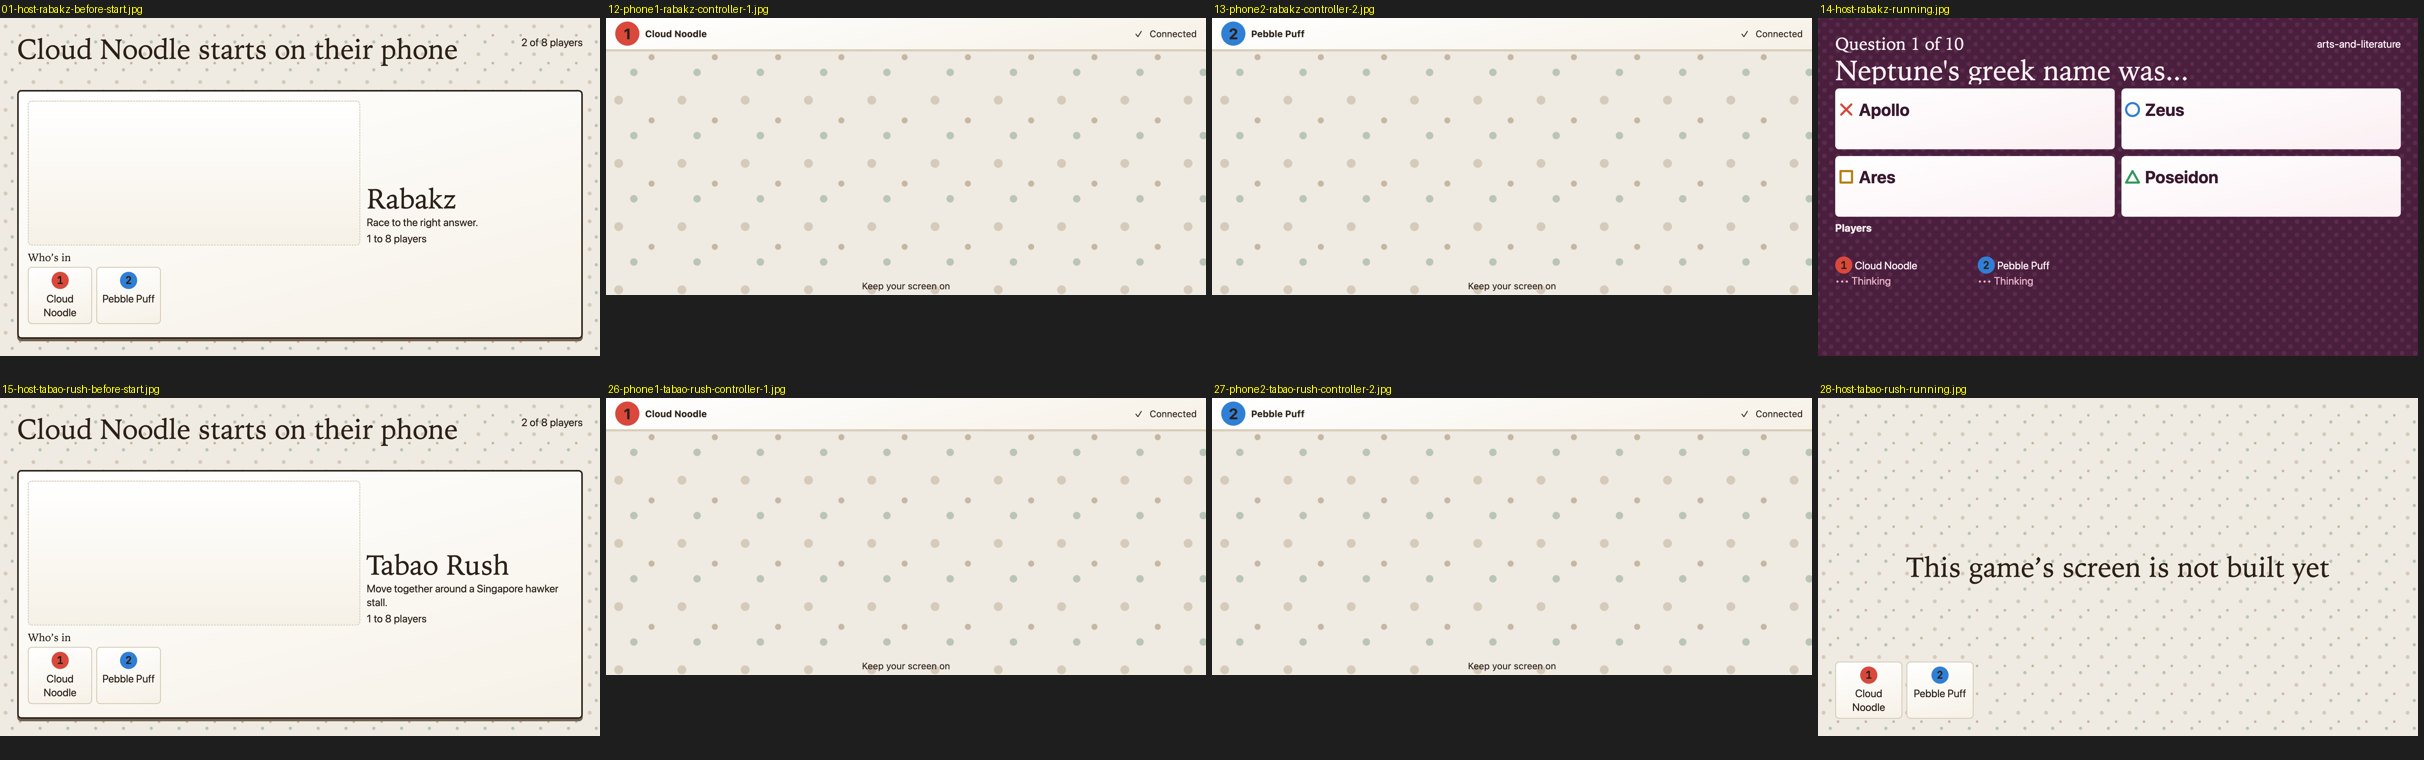 01-host-rabakz-before-start.jpg
Cloud Noodle starts on their phone
2 of 8 players
Rabakz
Race to the right answer.
1 to 8 players
Who's in
1
Cloud
Noodle
2
Pebble Puff
12-phone1-rabakz-controller-1.jpg
1 Cloud Noodle
✓ Connected
Keep your screen on
13-phone2-rabakz-controller-2.jpg
2 Pebble Puff
✓ Connected
Keep your screen on
14-host-rabakz-running.jpg
Question 1 of 10
arts-and-literature
Neptune's greek name was...
Apollo
Zeus
Ares
Poseidon
Players
1 Cloud Noodle
··· Thinking
2 Pebble Puff
··· Thinking
15-host-tabao-rush-before-start.jpg
Cloud Noodle starts on their phone
2 of 8 players
Tabao Rush
Move together around a Singapore hawker
stall.
1 to 8 players
Who's in
1
Cloud
Noodle
2
Pebble Puff
26-phone1-tabao-rush-controller-1.jpg
1 Cloud Noodle
✓ Connected
Keep your screen on
27-phone2-tabao-rush-controller-2.jpg
2 Pebble Puff
✓ Connected
Keep your screen on
28-host-tabao-rush-running.jpg
This game's screen is not built yet
1
Cloud
Noodle
2
Pebble Puff